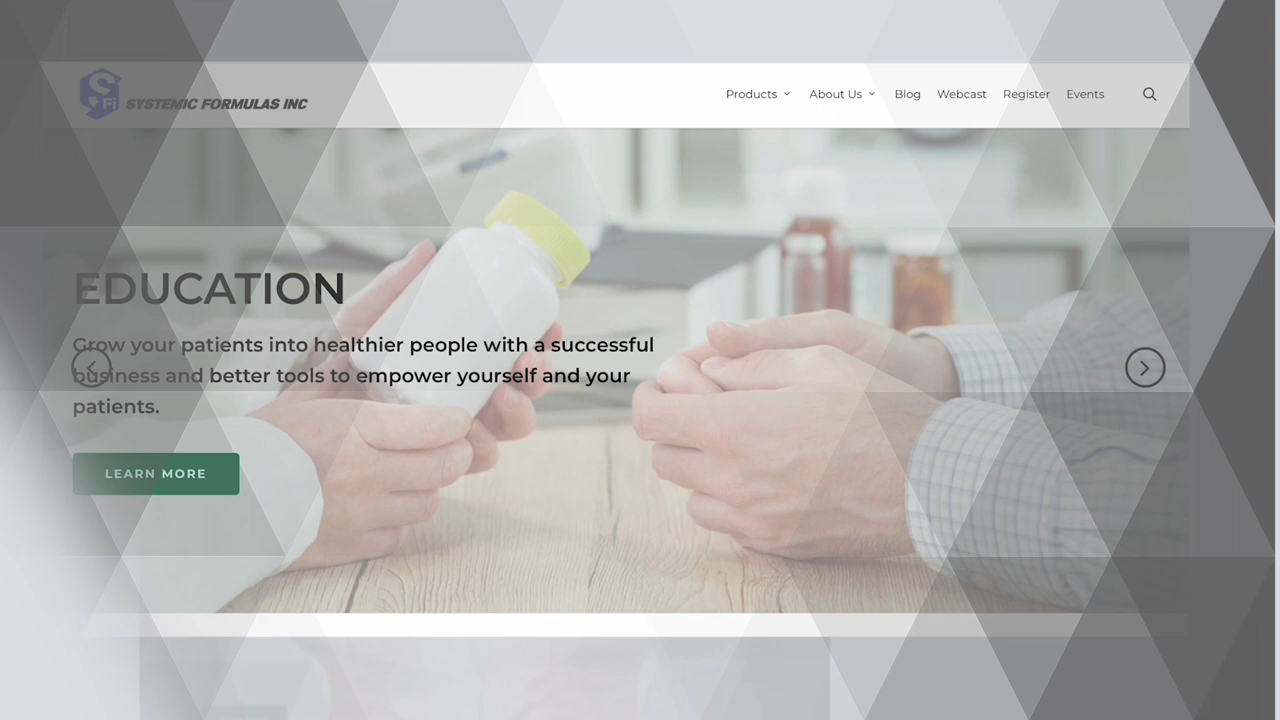 SFi SYSTEMIC FORMULAS INC
Products About Us Blog Webcast Register Events
EDUCATION
Grow your patients into healthier people with a successful
business and better tools to empower yourself and your
patients.
LEARN MORE